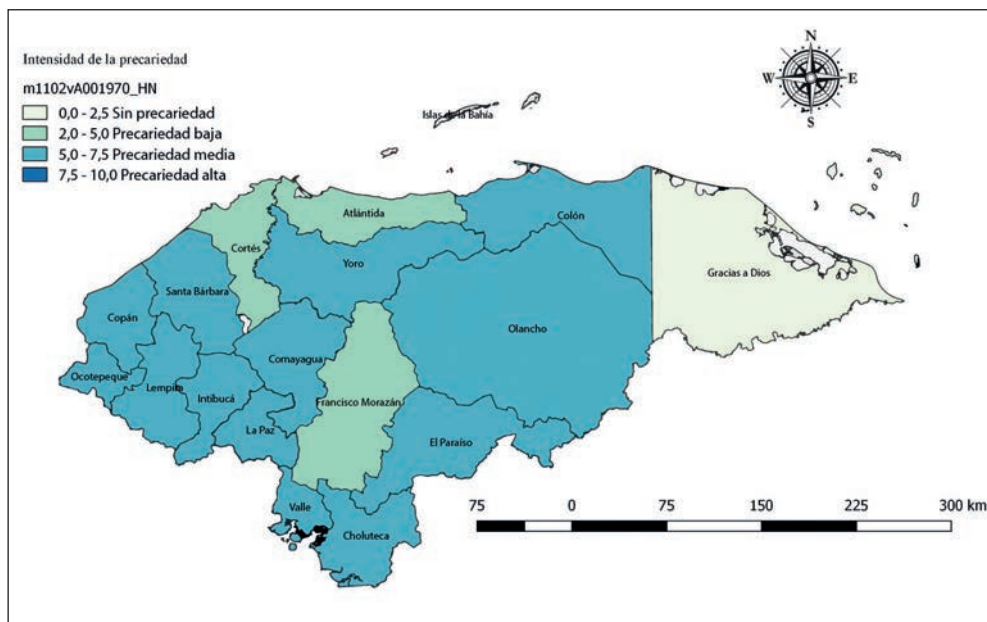 Intensidad de la precariedad
m1102vA001970_HN
0,0 - 2,5 Sin precariedad
2,0 - 5,0 Precariedad baja
5,0 - 7,5 Precariedad media
7,5 - 10,0 Precariedad alta
N
W E
S
Islas de la Bahía
Atlántida
Colón
Cortés
Yoro
Gracias a Dios
Santa Bárbara
Copán
Olancho
Comayagua
Ocotepeque
Lempira
Intibucá
Francisco Morazán
La Paz
El Paraíso
Valle
Choluteca
75 0 75 150 225 300 km